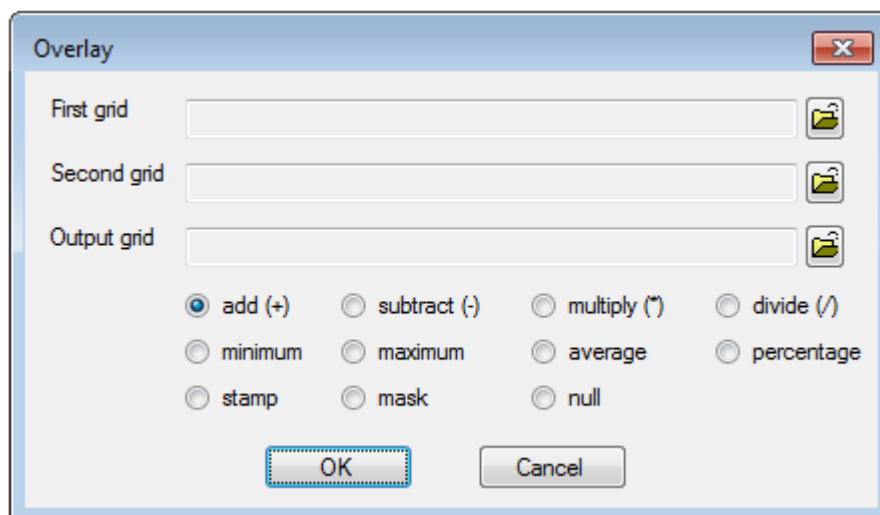 Overlay
First grid
Second grid
Output grid
add (+) subtract (-) multiply (*) divide (/)
minimum maximum average percentage
stamp mask null
OK Cancel